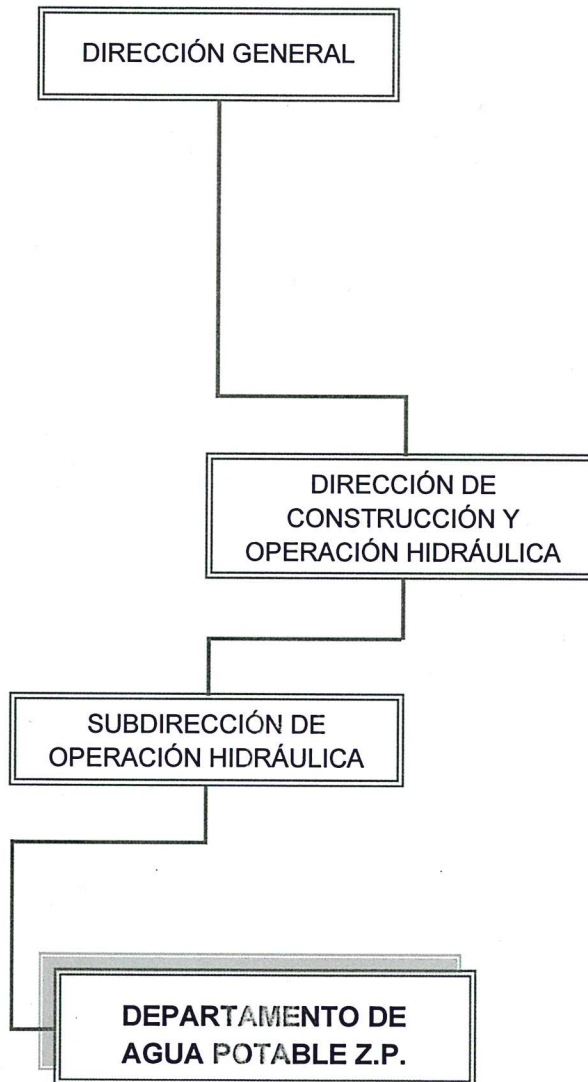 DIRECCIÓN GENERAL
DIRECCIÓN DE
CONSTRUCCIÓN Y
OPERACIÓN HIDRÁULICA
SUBDIRECCIÓN DE
OPERACIÓN HIDRÁULICA
DEPARTAMENTO DE
AGUA POTABLE Z.P.